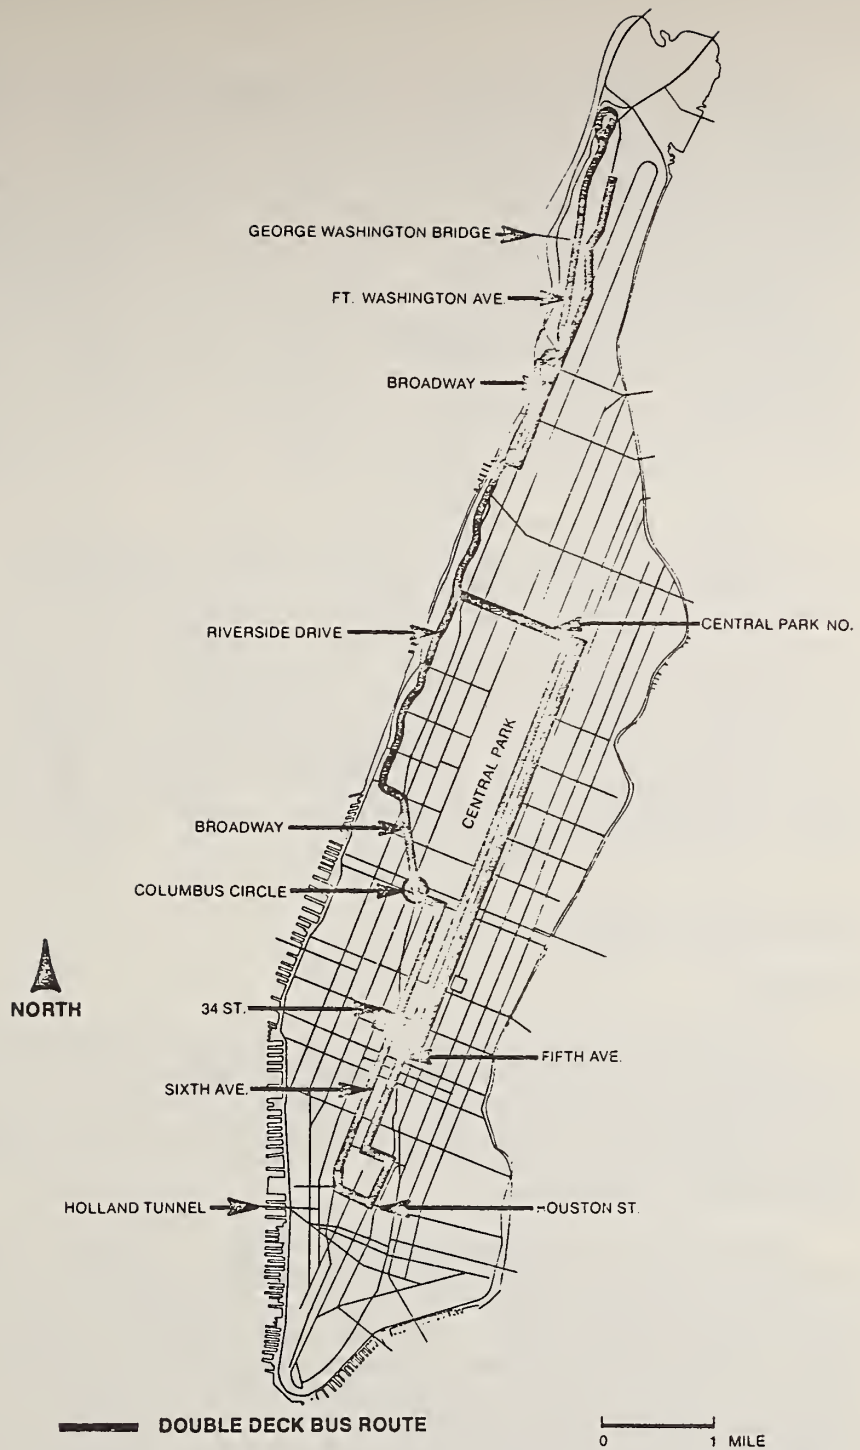 GEORGE WASHINGTON BRIDGE
FT. WASHINGTON AVE.
BROADWAY
RIVERSIDE DRIVE
CENTRAL PARK NO.
CENTRAL PARK
BROADWAY
COLUMBUS CIRCLE
NORTH
34 ST.
FIFTH AVE.
SIXTH AVE.
HOLLAND TUNNEL
HOUSTON ST.
DOUBLE DECK BUS ROUTE
0 1 MILE